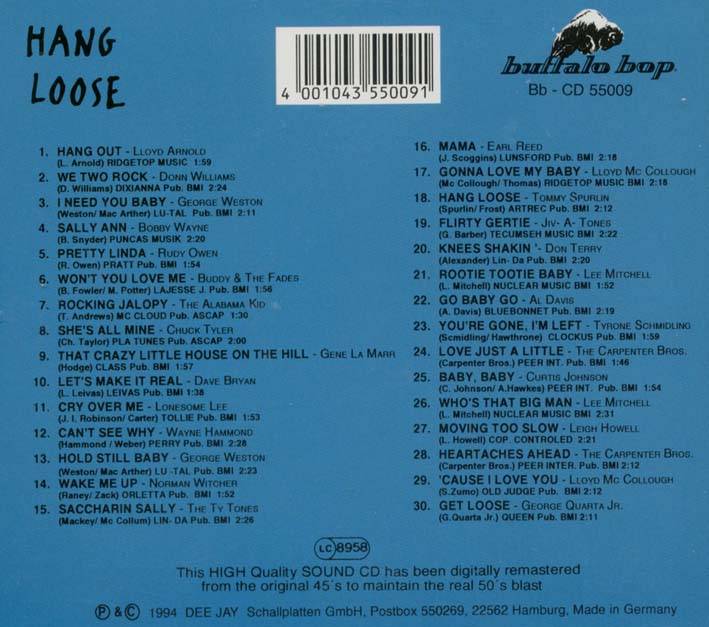 HANG
LOOSE
4 001043 550091
buffalo bop
Bb - CD 55009
1. HANG OUT - LLOYD ARNOLD
(L. Arnold) RIDGETOP MUSIC 1:59
2. WE TWO ROCK - DONN WILLIAMS
(D. Williams) DIXIANNA Pub. BMI 2:24
3. I NEED YOU BABY - GEORGE WESTON
(Weston/ Mac Arther) LU-TAL Pub. BMI 2:11
4. SALLY ANN - BOBBY WAYNE
(B. Snyder) PUNCAS MUSIK 2:20
5. PRETTY LINDA - RUDY OWEN
(R. Owen) PRATT Pub. BMI 1:54
6. WON'T YOU LOVE ME - BUDDY & THE FADES
(B. Fowler/ M. Potter) LAJESSE J. Pub. BMI 1:56
7. ROCKING JALOPY - THE ALABAMA KID
(T. Andrews) MC CLOUD Pub. ASCAP 1:30
8. SHE'S ALL MINE - CHUCK TYLER
(Ch. Taylor) PLA TUNES Pub. ASCAP 2:00
9. THAT CRAZY LITTLE HOUSE ON THE HILL - GENE LA MARR
(Hodge) CLASS Pub. BMI 1:57
10. LET'S MAKE IT REAL - DAVE BRYAN
(L. Leivas) LEIVAS Pub. BMI 1:38
11. CRY OVER ME - LONESOME LEE
(J. I. Robinson/ Carter) TOLLIE Pub. BMI 1:53
12. CAN'T SEE WHY - WAYNE HAMMOND
(Hammond / Weber) PERRY Pub. BMI 2:28
13. HOLD STILL BABY - GEORGE WESTON
(Weston/ Mac Arther) LU -TAL Pub. BMI 2:23
14. WAKE ME UP - NORMAN WITCHER
(Raney/ Zack) ORLETTA Pub. BMI 1:52
15. SACCHARIN SALLY - THE TY TONES
(Mackey/ Mc Collum) LIN- DA Pub. BMI 2:26
16. MAMA - EARL REED
(J. Scoggins) LUNSFORD Pub. BMI 2:18
17. GONNA LOVE MY BABY - LLOYD MC COLLOUGH
(Mc Collough/ Thomas) RIDGETOP MUSIC BMI 2:18
18. HANG LOOSE - TOMMY SPURLIN
(Spurlin/ Frost) ARTREC Pub. BMI 2:12
19. FLIRTY GERTIE - JIV- A- TONES
(G. Barber) TECUMSEH MUSIC BMI 2:22
20. KNEES SHAKIN '- DON TERRY
(Alexander) Lin- Da Pub. BMI 2:20
21. ROOTIE TOOTIE BABY - LEE MITCHELL
(L. Mitchell) NUCLEAR MUSIC BMI 1:52
22. GO BABY GO - AL DAVIS
(A. Davis) BLUEBONNET Pub. BMI 2:19
23. YOU'RE GONE, I'M LEFT - TYRONE SCHMIDLING
(Scmidling/ Hawthrone) CLOCKUS Pub. BMI 1:59
24. LOVE JUST A LITTLE - THE CARPENTER BROS.
(Carpenter Bros.) PEER INT. Pub. BMI 1:46
25. BABY, BABY - CURTIS JOHNSON
(C. Johnson/ A.Hawkes) PEER INT. Pub. BMI 1:54
26. WHO'S THAT BIG MAN - LEE MITCHELL
(L. Mitchell) NUCLEAR MUSIC BMI 2:31
27. MOVING TOO SLOW - LEIGH HOWELL
(L. Howell) COP. CONTROLED 2:21
28. HEARTACHES AHEAD - THE CARPENTER BROS.
(Carpenter Bros.) PEER INTER. Pub. BMI 2:12
29. 'CAUSE I LOVE YOU - LLOYD MC COLLOUGH
(S.Zumo) OLD JUDGE Pub. BMI 2:12
30. GET LOOSE - GEORGE QUARTA JR.
(G.Quarta Jr.) QUEEN Pub. BMI 2:11
LC 8958
This HIGH Quality SOUND CD has been digitally remastered
from the original 45´s to maintain the real 50´s blast
Ⓟ & © 1994 DEE JAY Schallplatten GmbH, Postbox 550269, 22562 Hamburg, Made in Germany